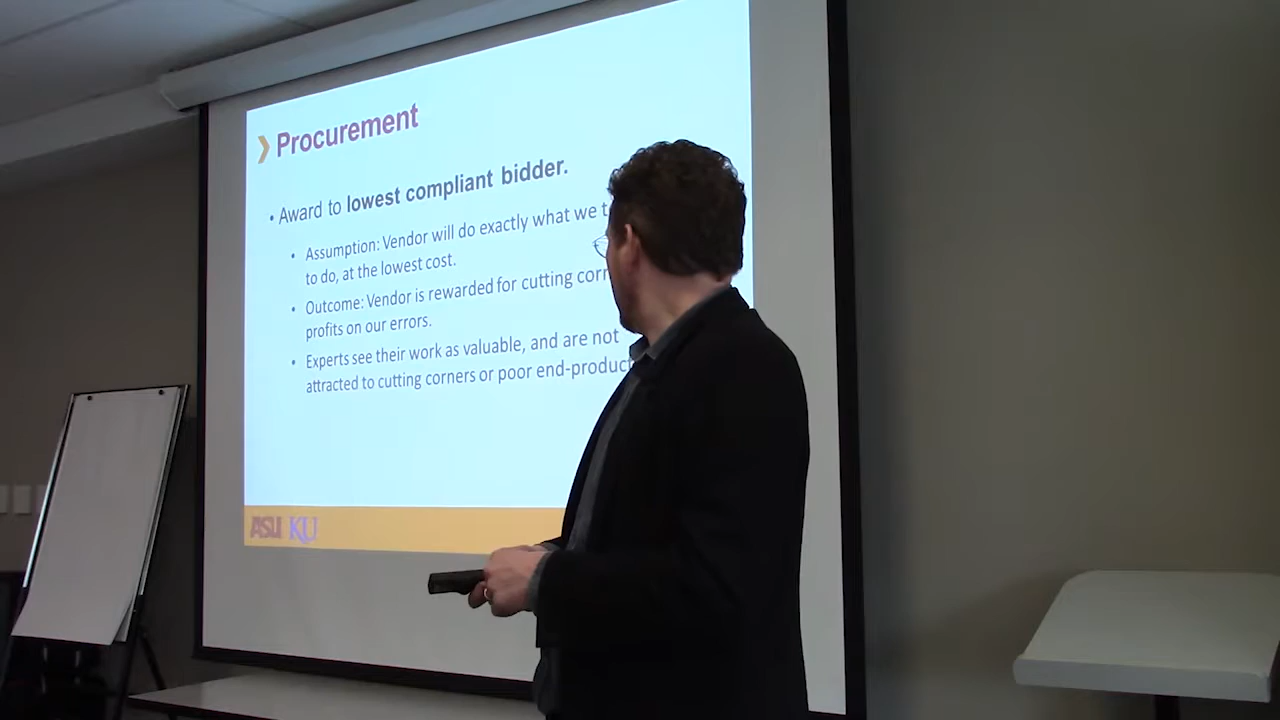 Procurement
• Award to lowest compliant bidder.
• Assumption: Vendor will do exactly what we
to do, at the lowest cost.
• Outcome: Vendor is rewarded for cutting
profits on our errors.
• Experts see their work as valuable, and are not
attracted to cutting corners or poor end-product
ASU KU